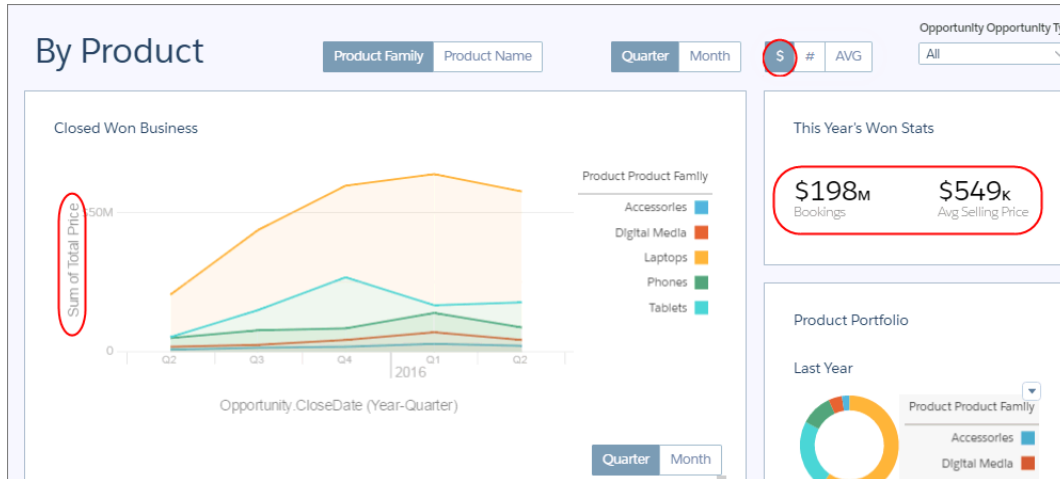 Opportunity Opportunity Ty
By Product
Product Family Product Name
Quarter Month
$ # AVG
All
Closed Won Business
Sum of Total Price
$50M
0
Q2 Q3 Q4 Q1 Q2
2016
Opportunity.CloseDate (Year-Quarter)
Product Product Family
Accessories
Digital Media
Laptops
Phones
Tablets
Quarter Month
This Year's Won Stats
$198M $549K
Bookings Avg Selling Price
Product Portfolio
Last Year
Product Product Family
Accessories
Digital Media